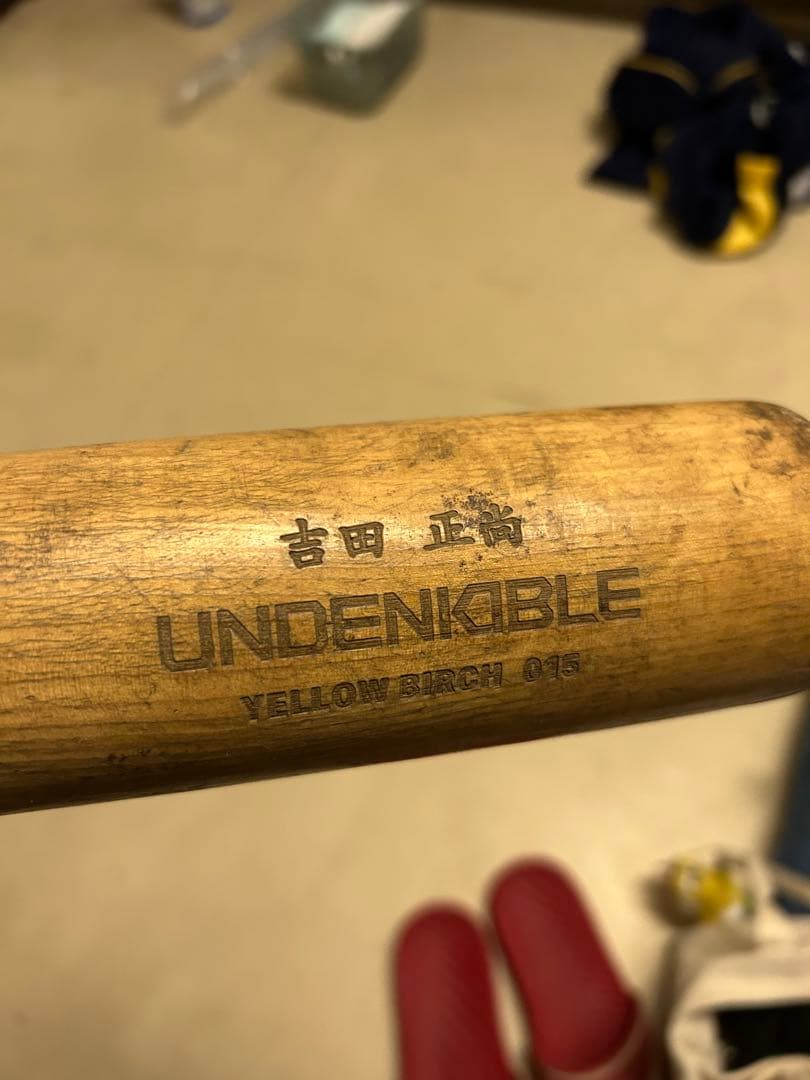 吉田 正尚
UNDENIABLE
YELLOW BIRCH 015